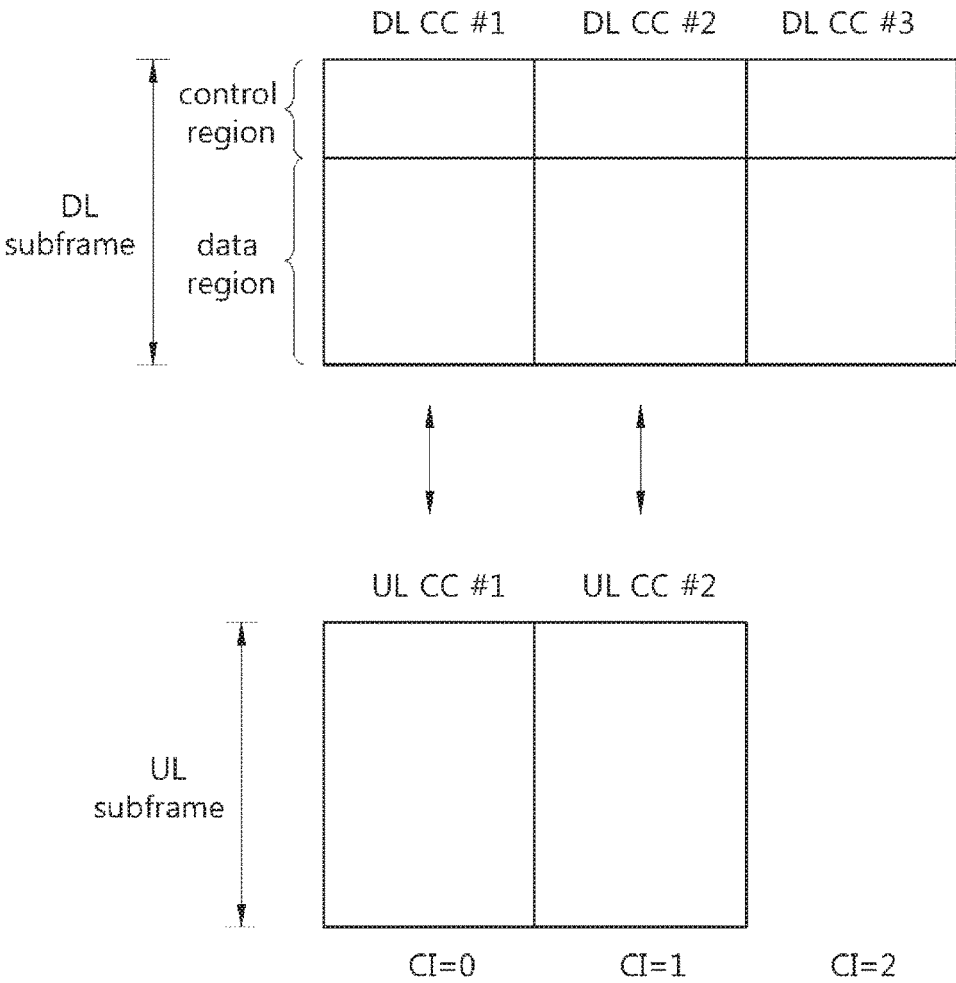 DL CC #1 DL CC #2 DL CC #3
control
region
DL
subframe
data
region
UL CC #1 UL CC #2
UL
subframe
CI=0 CI=1 CI=2